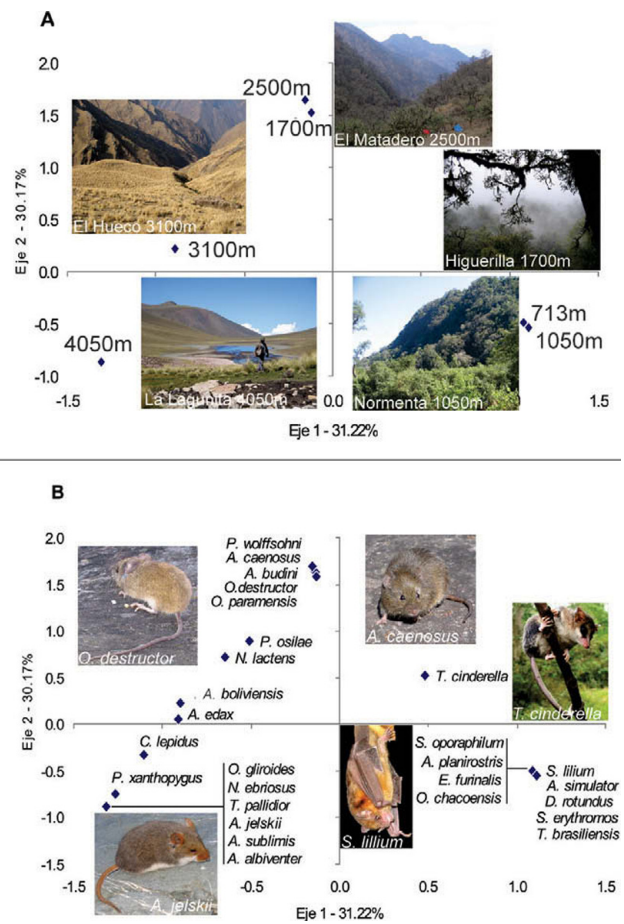 A
2.0
1.5
1.0
0.5
0.0
-0.5
-1.0
Eje 2 - 30.17%
2500m
1700m
El Matadero 2500m
El Hueco 3100m
3100m
Higuerilla 1700m
713m
1050m
4050m
La Lagunita 4050m
Normenta 1050m
-1.5
0.0
1.5
Eje 1 - 31.22%
B
2.0
1.5
1.0
0.5
0.0
-0.5
-1.0
-1.5
Eje 2 - 30.17%
P. wolffsohni
A. caenosus
A. budini
O.destructor
O. paramensis
O. destructor
A. caenosus
P. osilae
N. lactens
T. cinderella
T. cinderella
A. boliviensis
A. edax
C. lepidus
P. xanthopygus
O. gliroides
N. ebriosus
T. pallidior
A. jelskii
A. sublimis
A. albiventer
A. jelskii
S. lillium
S. oporaphilum
A. planirostris
E. furinalis
O. chacoensis
S. lilium
A. simulator
D. rotundus
S. erythromos
T. brasiliensis
-1.5
-0.5
0.0
0.5
1.0
1.5
Eje 1 - 31.22%